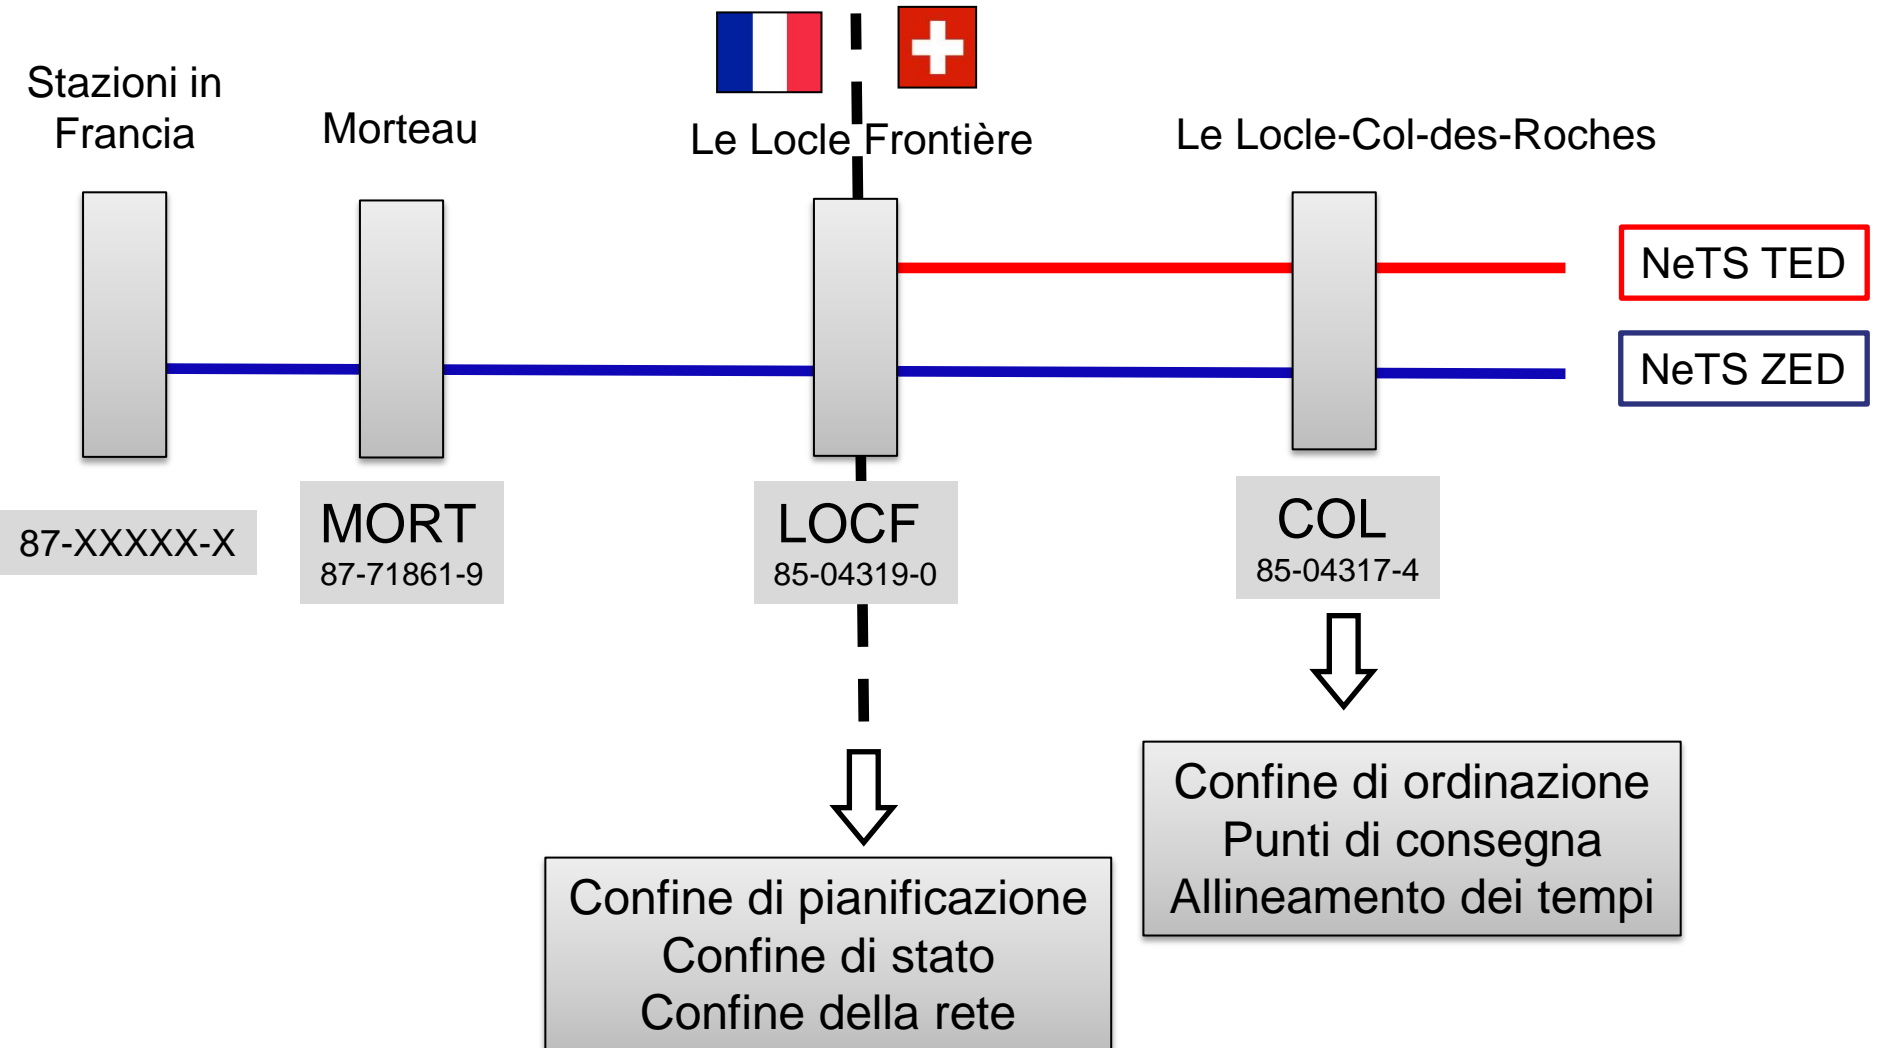 Stazioni in
Francia
Morteau
Le Locle Frontière
Le Locle-Col-des-Roches
NeTS TED
NeTS ZED
87-XXXXX-X
MORT
87-71861-9
LOCF
85-04319-0
COL
85-04317-4
Confine di pianificazione
Confine di stato
Confine della rete
Confine di ordinazione
Punti di consegna
Allineamento dei tempi